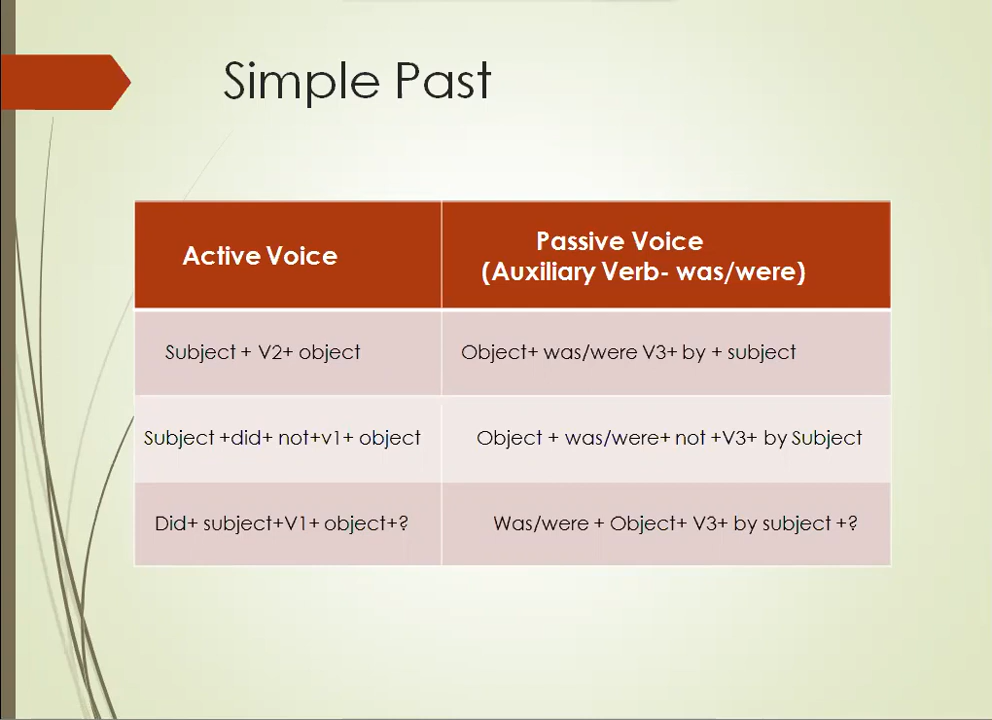 Simple Past
Active Voice
Passive Voice
(Auxiliary Verb- was/were)
Subject + V2+ object
Object+ was/were V3+ by + subject
Subject +did+ not+v1+ object
Object + was/were+ not +V3+ by Subject
Did+ subject+V1+ object+?
Was/were + Object+ V3+ by subject +?